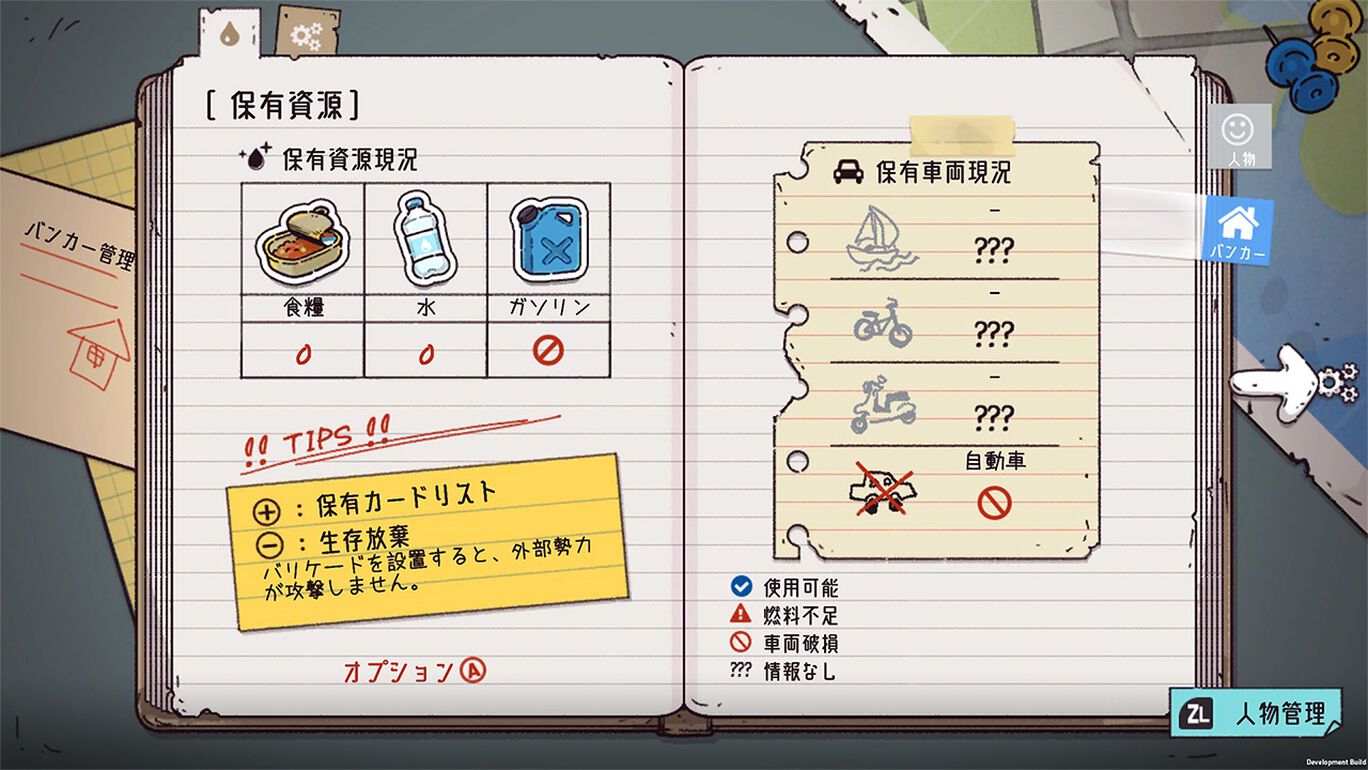 [ 保有資源 ]
保有資源現況
食糧 水 ガソリン
0 0
!! TIPS !!
+ : 保有カードリスト
- : 生存放棄
バリケードを設置すると、外部勢力
が攻撃しません。
オプション A
バンカー管理
保有車両現況
-
???
-
???
-
???
自動車
使用可能
燃料不足
車両破損
??? 情報なし
人物
バンカー
ZL 人物管理
Development Build